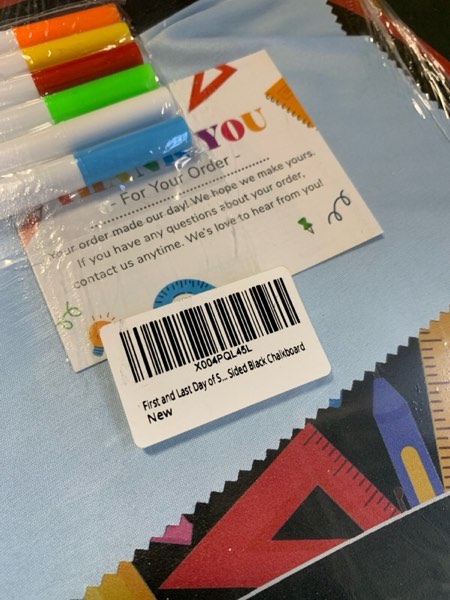 YOU
- For Your Order -
Your order made our day! We hope we make yours.
If you have any questions about your order,
contact us anytime. We's love to hear from you!
X004PQL45L
First and Last Day of S... Sided Black Chalkboard
New